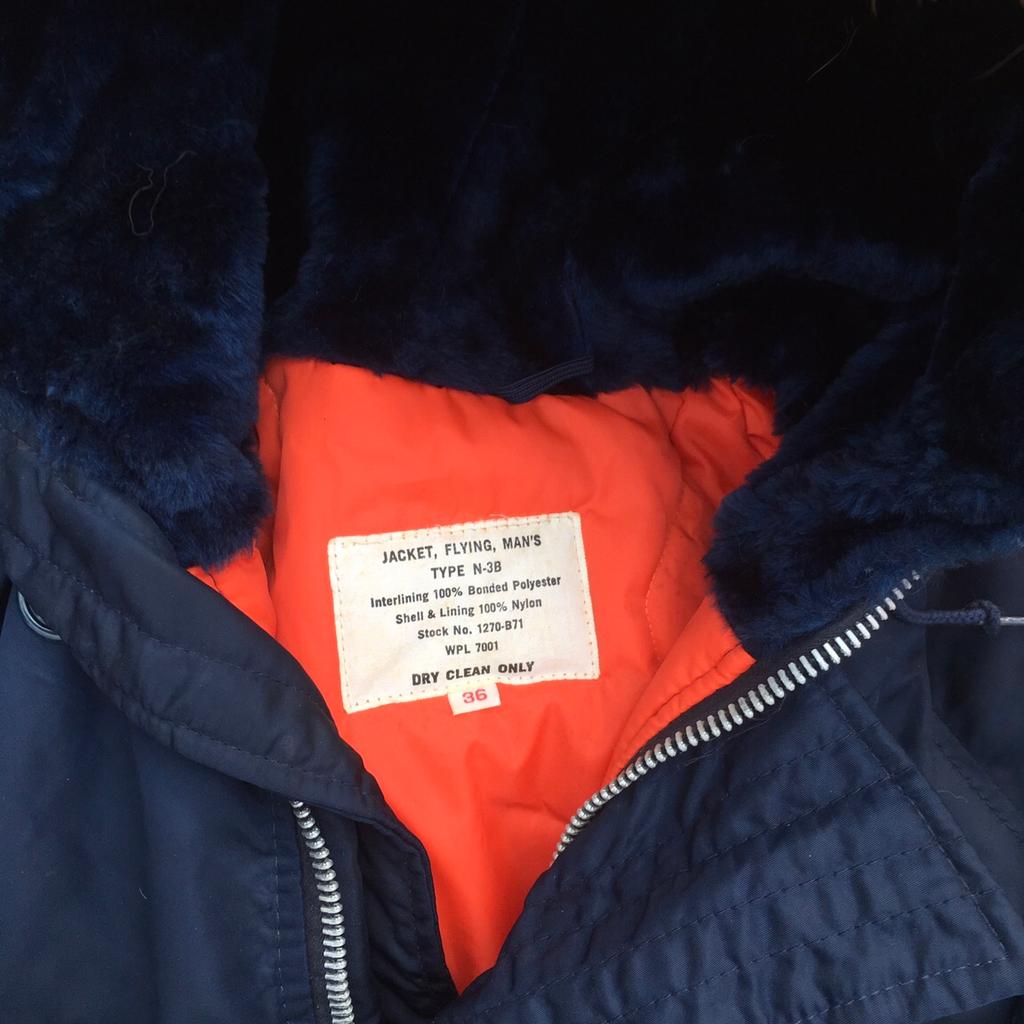 JACKET, FLYING, MAN'S
TYPE N-3B
Interlining 100% Bonded Polyester
Shell & Lining 100% Nylon
Stock No. 1270-B71
WPL 7001
DRY CLEAN ONLY
36